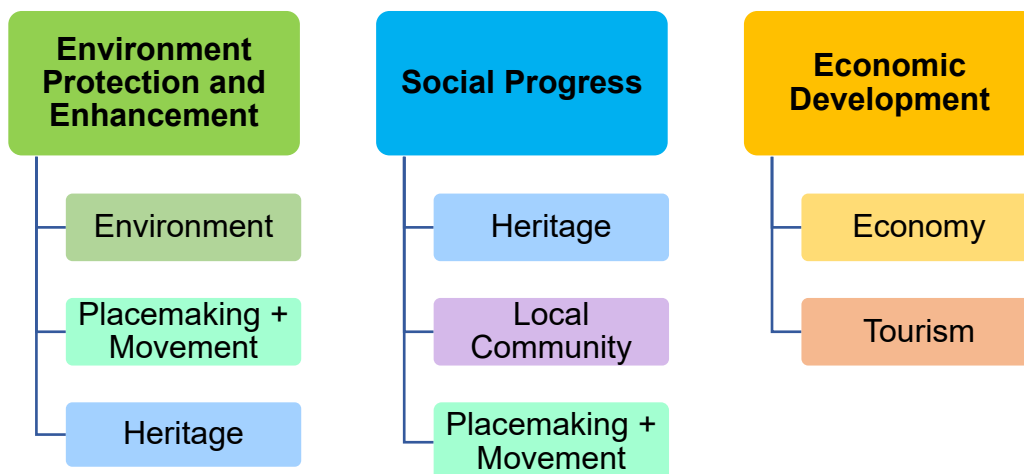 Environment
Protection and
Enhancement
Environment
Placemaking +
Movement
Heritage
Social Progress
Heritage
Local
Community
Placemaking +
Movement
Economic
Development
Economy
Tourism